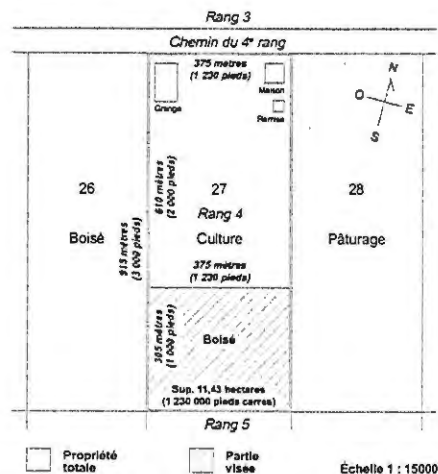 Rang 3
Chemin du 4e rang
375 mètres
(1 230 pieds)
Grange
Maison
Remise
N
O
E
S
26
27
28
610 mètres
(2 000 pieds)
Rang 4
Boisé
Culture
Pâturage
915 mètres
(3 000 pieds)
375 mètres
(1 230 pieds)
305 mètres
(1 000 pieds)
Boisé
Sup. 11,43 hectares
(1 230 000 pieds carres)
Rang 5
Propriété
totale
Partie
visée
Échelle 1 : 15000